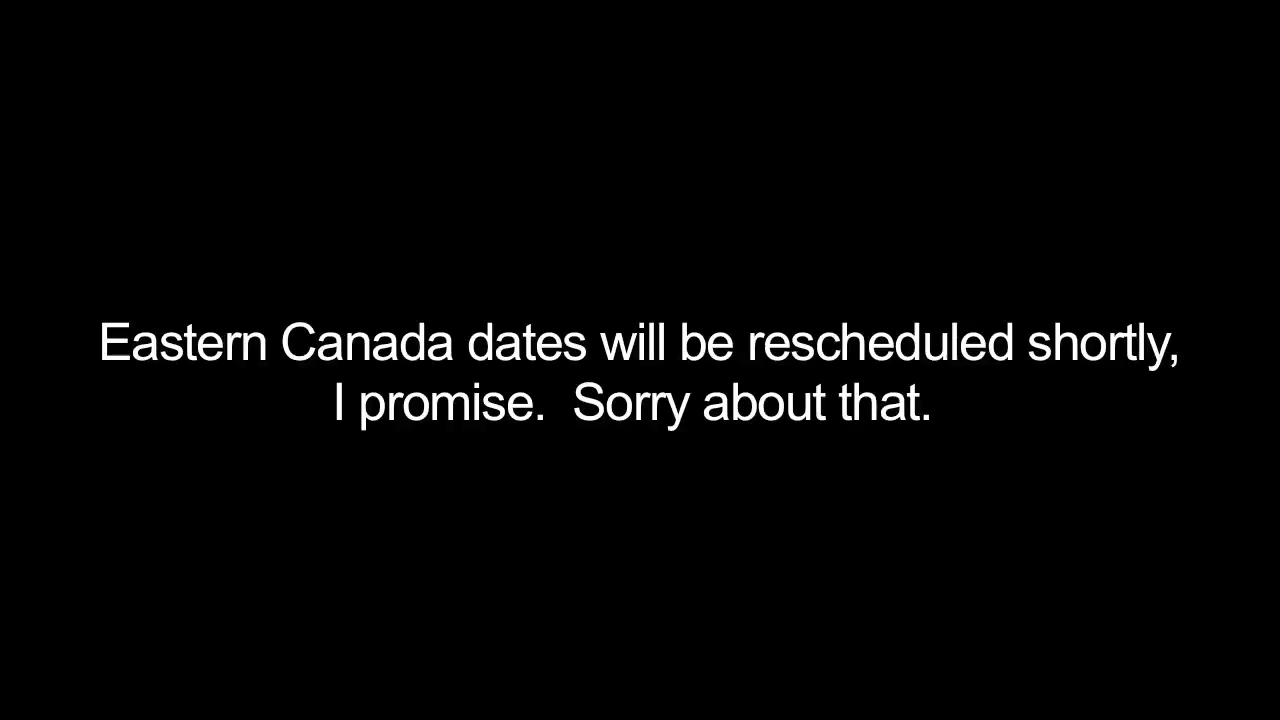 Eastern Canada dates will be rescheduled shortly,
I promise.  Sorry about that.